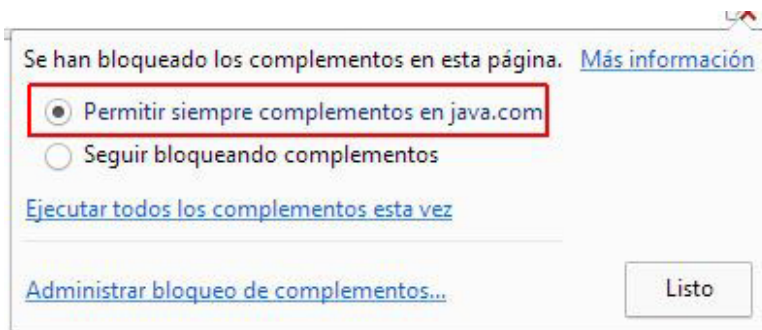 Se han bloqueado los complementos en esta página. Más información
Permitir siempre complementos en java.com
Seguir bloqueando complementos
Ejecutar todos los complementos esta vez
Administrar bloqueo de complementos... Listo